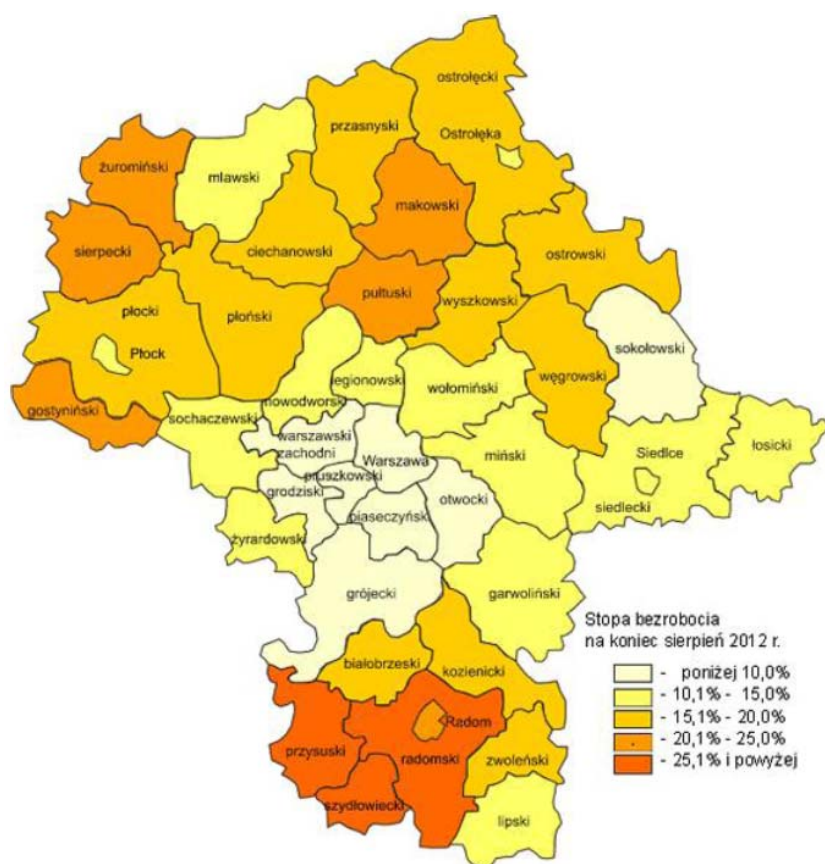 ostrołęcki
przasnyski
Ostrołęka
żuromiński
mławski
makowski
sierpecki
ciechanowski
ostrowski
pułtuski
wyszkowski
płocki
płoński
sokołowski
Płock
węgrowski
legionowski
wołomiński
gostyniński
nowodworski
sochaczewski
warszawski
zachodni
Warszawa
miński
Siedlce
łosicki
pruszkowski
grodziski
otwocki
siedlecki
piaseczyński
żyrardowski
grójecki
garwoliński
Stopa bezrobocia
na koniec sierpień 2012 r.
białobrzeski
kozienicki
- poniżej 10,0%
- 10,1% - 15,0%
- 15,1% - 20,0%
- 20,1% - 25,0%
- 25,1% i powyżej
Radom
przysuski
radomski
zwoleński
szydłowiecki
lipski